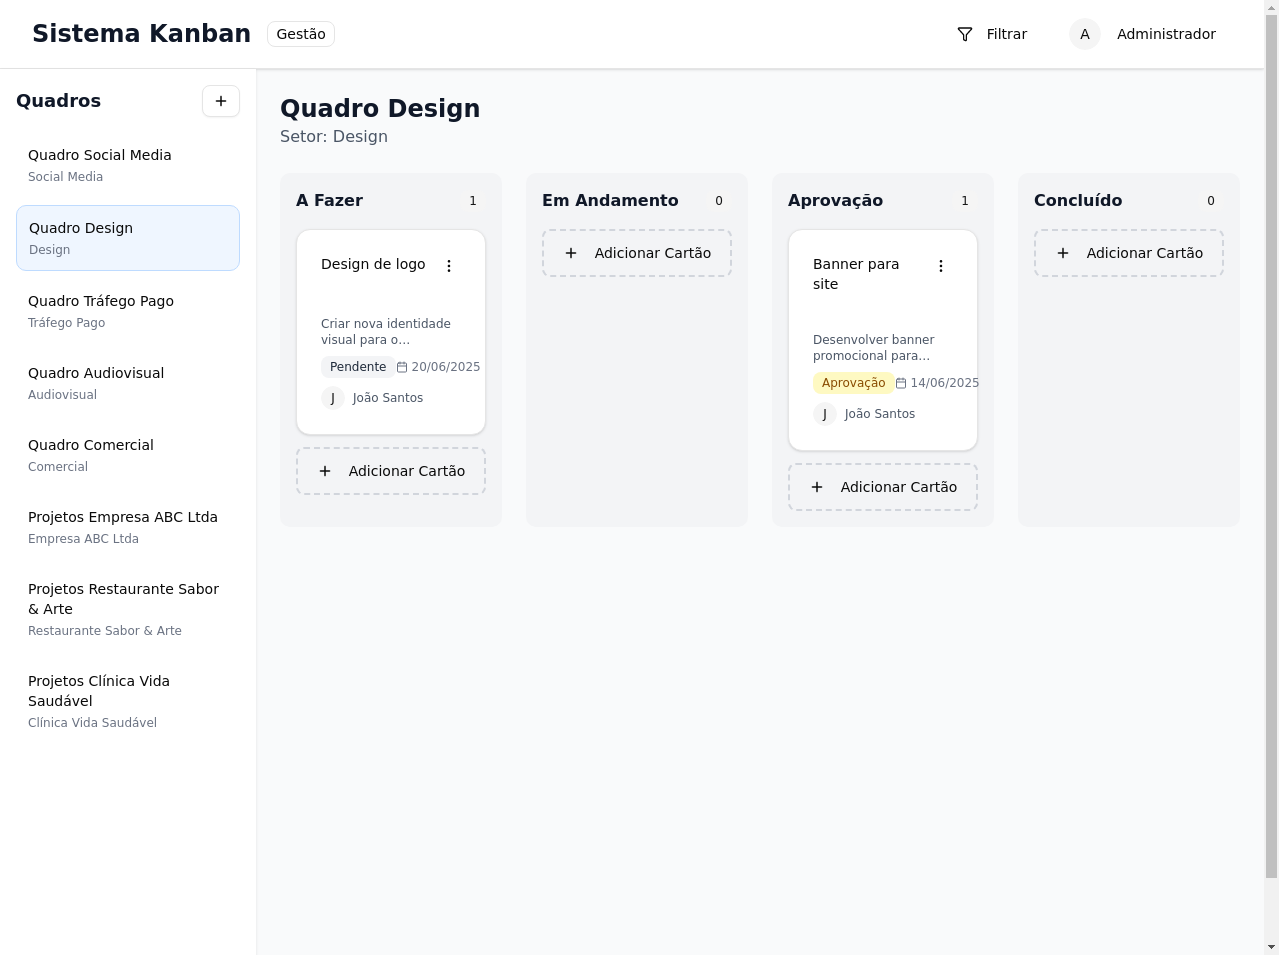 Sistema Kanban
Gestão
Filtrar
A
Administrador
Quadros
Quadro Social Media
Social Media
Quadro Design
Design
Quadro Tráfego Pago
Tráfego Pago
Quadro Audiovisual
Audiovisual
Quadro Comercial
Comercial
Projetos Empresa ABC Ltda
Empresa ABC Ltda
Projetos Restaurante Sabor
& Arte
Restaurante Sabor & Arte
Projetos Clínica Vida
Saudável
Clínica Vida Saudável
Quadro Design
Setor: Design
A Fazer
1
Design de logo
Criar nova identidade
visual para o...
Pendente
20/06/2025
J
João Santos
Adicionar Cartão
Em Andamento
0
Adicionar Cartão
Aprovação
1
Banner para
site
Desenvolver banner
promocional para...
Aprovação
14/06/2025
J
João Santos
Adicionar Cartão
Concluído
0
Adicionar Cartão